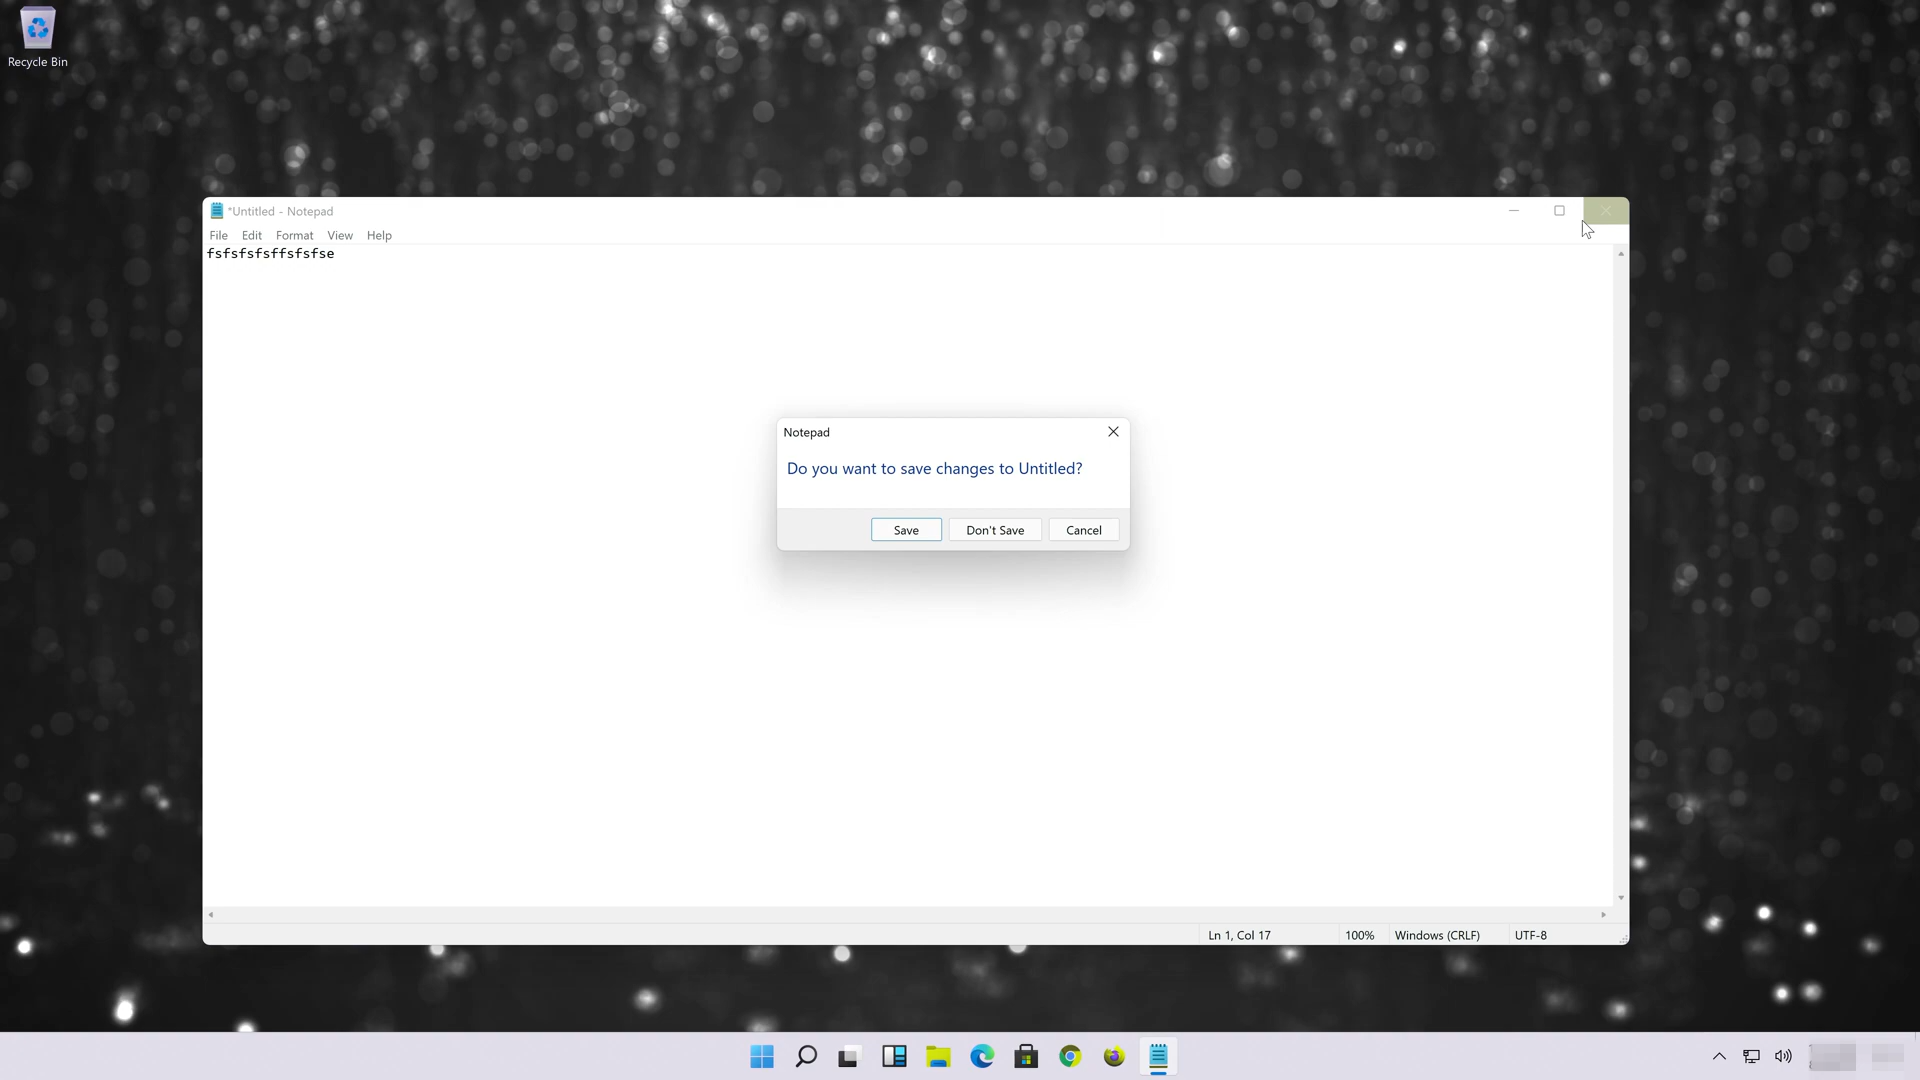 Recycle Bin
*Untitled - Notepad
File Edit Format View Help
fsfsfsfsffsfsfse
Notepad
Do you want to save changes to Untitled?
Save Don't Save Cancel
Ln 1, Col 17 100% Windows (CRLF) UTF-8